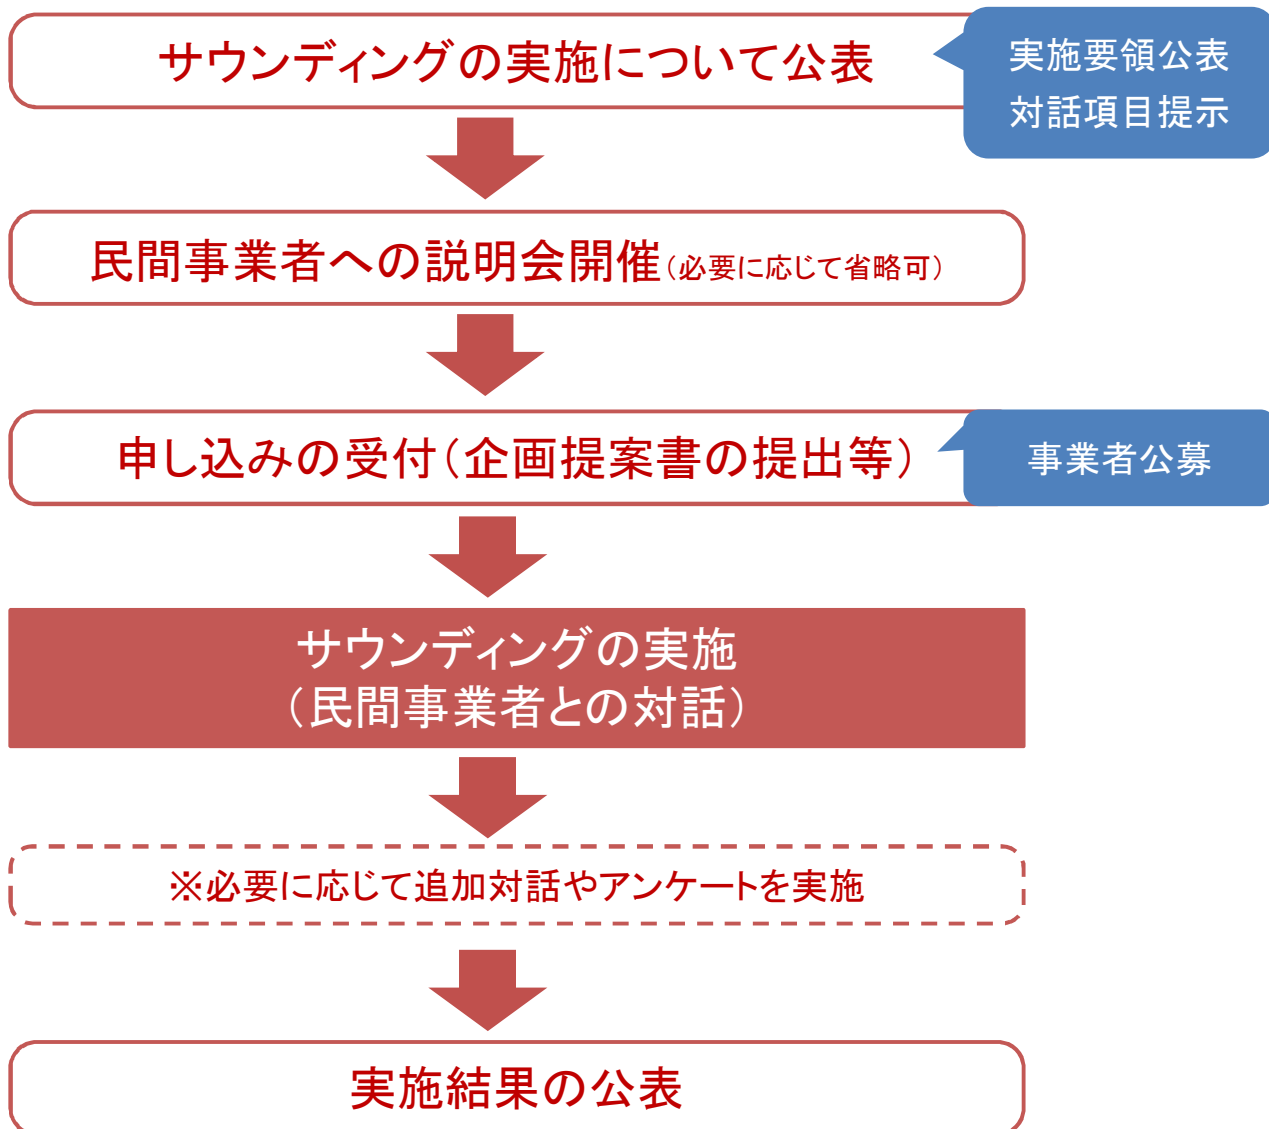 サウンディングの実施について公表
実施要領公表
対話項目提示
民間事業者への説明会開催（必要に応じて省略可）
申し込みの受付（企画提案書の提出等）
事業者公募
サウンディングの実施
（民間事業者との対話）
※必要に応じて追加対話やアンケートを実施
実施結果の公表